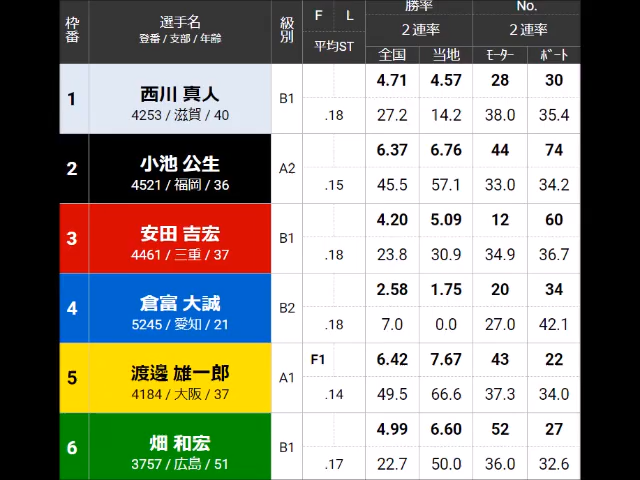 枠番 選手名 登番 / 支部 / 年齢 級別 F L 平均ST 勝率 2連率 全国 当地 No. 2連率 ﾓｰﾀｰ ﾎﾞｰﾄ
1 西川 真人 B1 4.71 4.57 28 30
4253 / 滋賀 / 40 .18 27.2 14.2 38.0 35.4
2 小池 公生 A2 6.37 6.76 44 74
4521 / 福岡 / 36 .15 45.5 57.1 33.0 34.2
3 安田 吉宏 B1 4.20 5.09 12 60
4461 / 三重 / 37 .18 23.8 30.9 34.9 36.7
4 倉富 大誠 B2 2.58 1.75 20 34
5245 / 愛知 / 21 .18 7.0 0.0 27.0 42.1
5 渡邊 雄一郎 A1 F1 6.42 7.67 43 22
4184 / 大阪 / 37 .14 49.5 66.6 37.3 34.0
6 畑 和宏 B1 4.99 6.60 52 27
3757 / 広島 / 51 .17 22.7 50.0 36.0 32.6